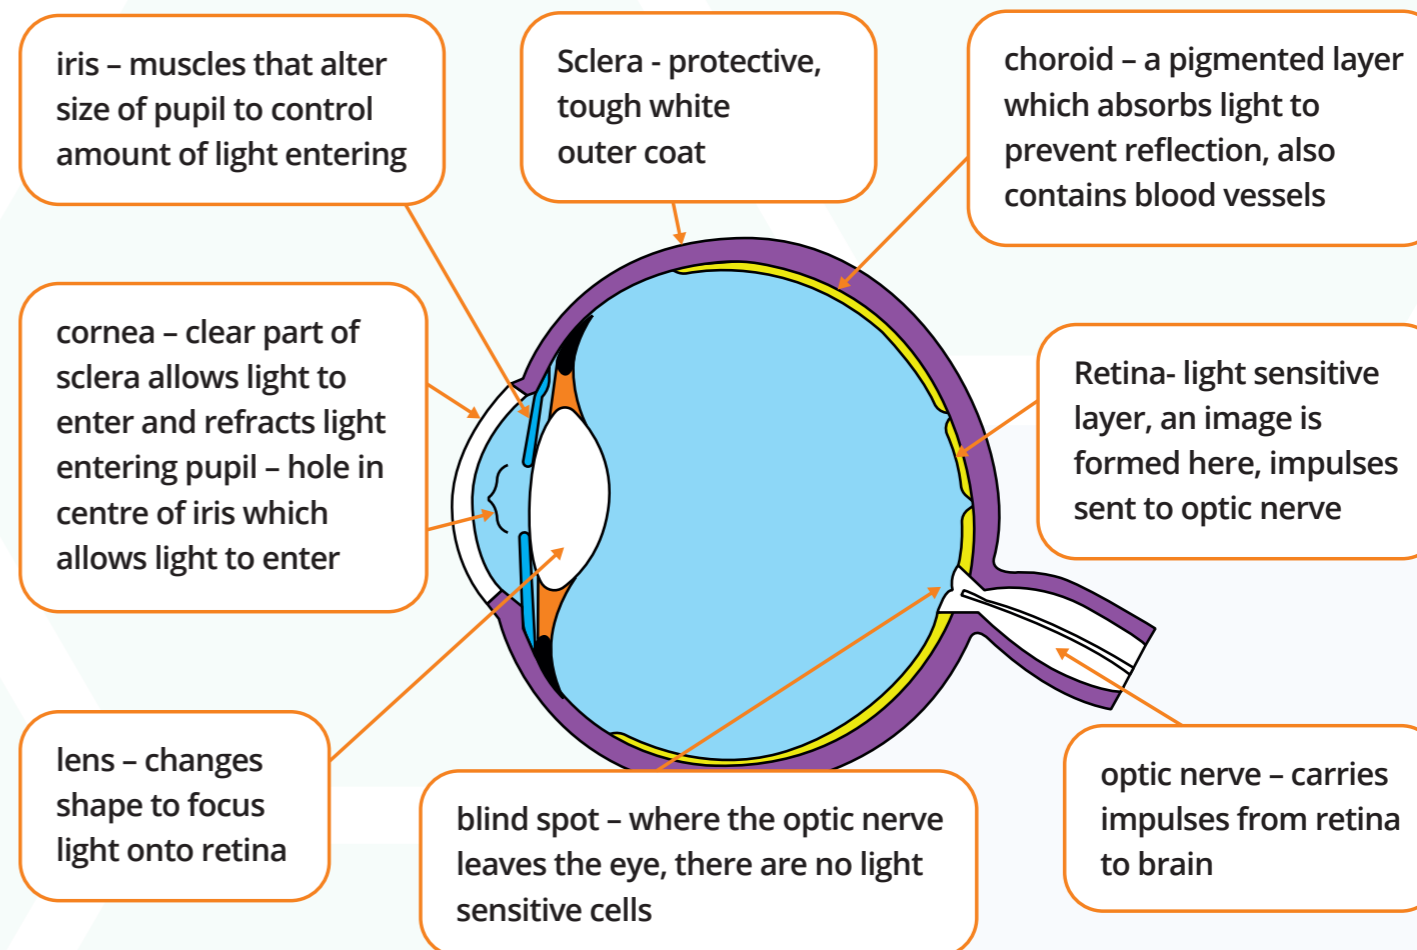 iris – muscles that alter
size of pupil to control
amount of light entering
Sclera - protective,
tough white
outer coat
choroid – a pigmented layer
which absorbs light to
prevent reflection, also
contains blood vessels
cornea – clear part of
sclera allows light to
enter and refracts light
entering pupil – hole in
centre of iris which
allows light to enter
Retina- light sensitive
layer, an image is
formed here, impulses
sent to optic nerve
lens – changes
shape to focus
light onto retina
blind spot – where the optic nerve
leaves the eye, there are no light
sensitive cells
optic nerve – carries
impulses from retina
to brain